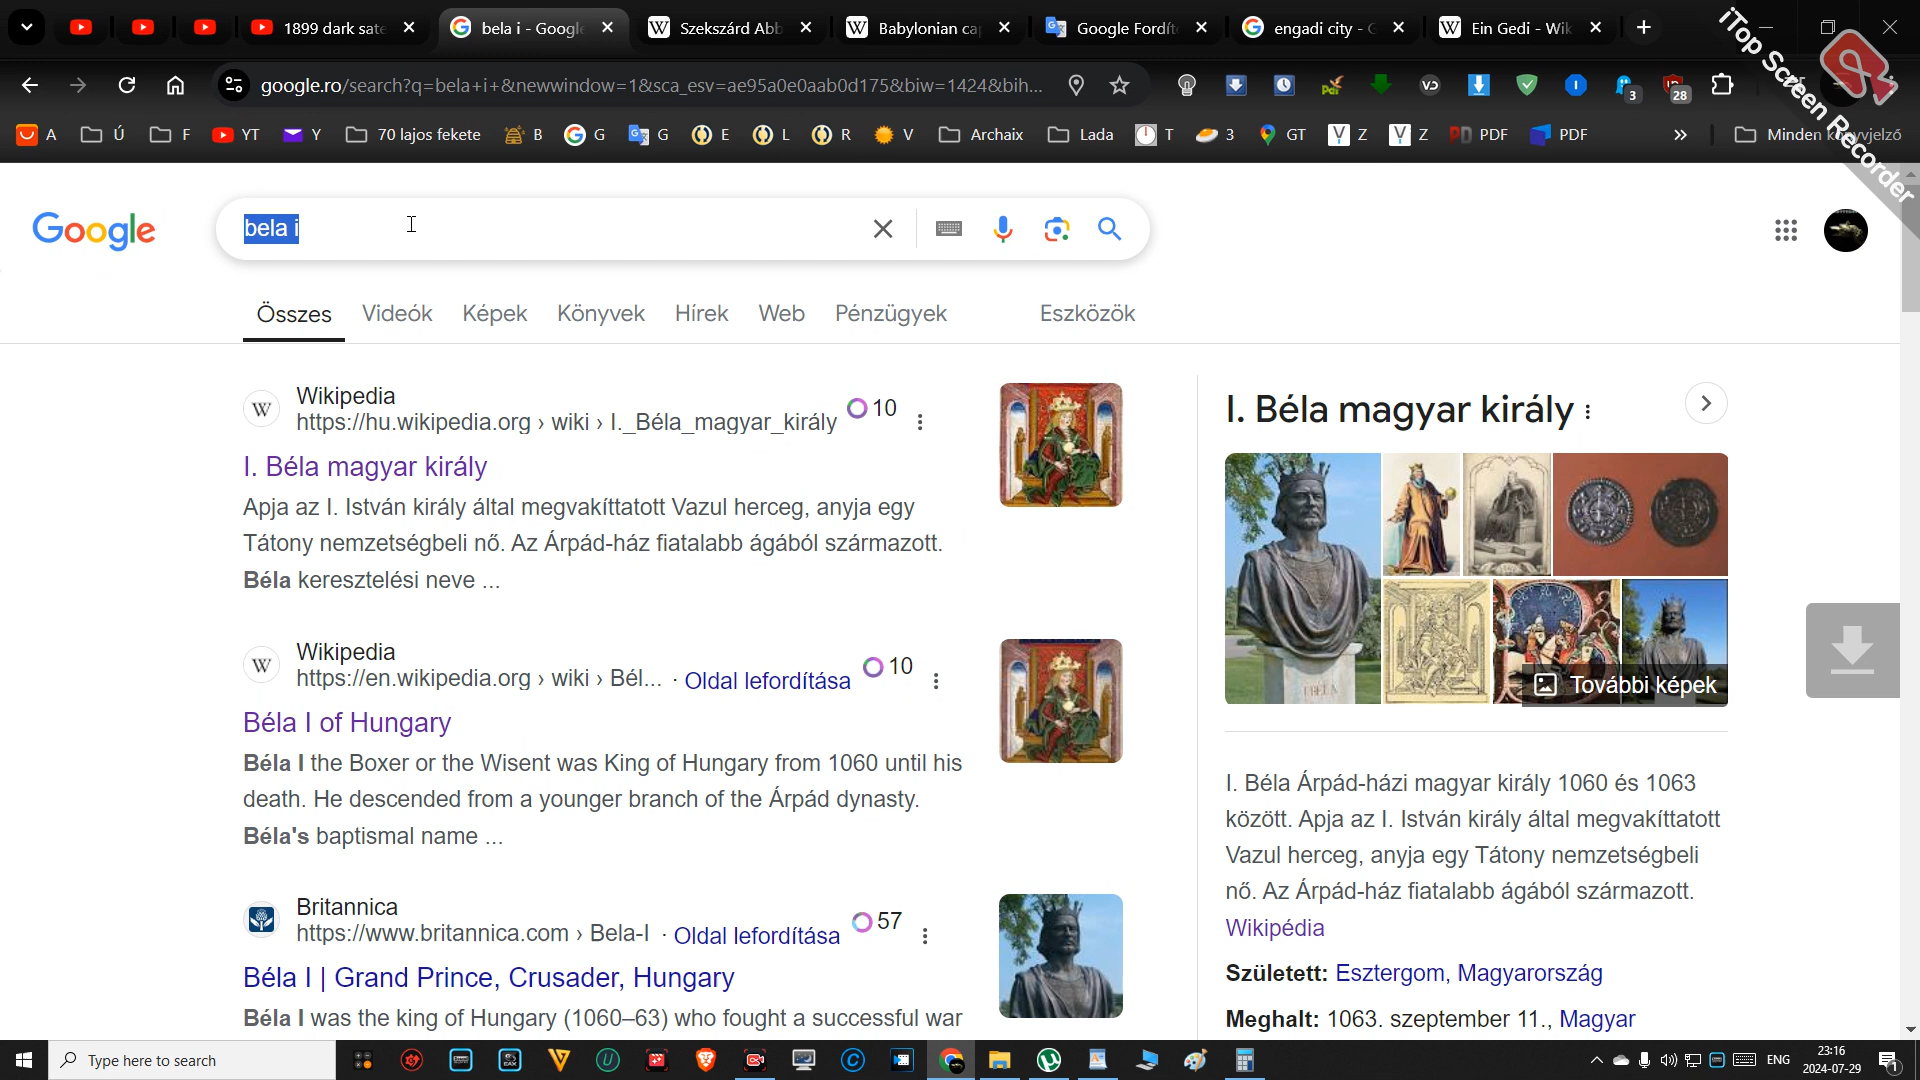 1899 dark sate
bela i - Google
Szekszárd Abb
Babylonian ca
Google Fordít
engadi city - G
Ein Gedi - Wik
google.ro/search?q=bela+i+&newwindow=1&sca_esv=ae95a0e0aab0d175&biw=1424&bih...
3
28
A
Ú
F
YT
Y
70 lajos fekete
B
G
G
E
L
R
V
Archaix
Lada
T
3
GT
Z
Z
PDF
PDF
»
Minden könyvjelző
iTop Screen Recorder
Google
bela i
Összes
Videók
Képek
Könyvek
Hírek
Web
Pénzügyek
Eszközök
Wikipedia
https://hu.wikipedia.org › wiki › I._Béla_magyar_király
10
I. Béla magyar király
Apja az I. István király által megvakíttatott Vazul herceg, anyja egy
Tátony nemzetségbeli nő. Az Árpád-ház fiatalabb ágából származott.
Béla keresztelési neve ...
Wikipedia
https://en.wikipedia.org › wiki › Bél... · Oldal lefordítása
10
Béla I of Hungary
Béla I the Boxer or the Wisent was King of Hungary from 1060 until his
death. He descended from a younger branch of the Árpád dynasty.
Béla's baptismal name ...
Britannica
https://www.britannica.com › Bela-I · Oldal lefordítása
57
Béla I | Grand Prince, Crusader, Hungary
Béla I was the king of Hungary (1060–63) who fought a successful war
I. Béla magyar király
További képek
I. Béla Árpád-házi magyar király 1060 és 1063
között. Apja az I. István király által megvakíttatott
Vazul herceg, anyja egy Tátony nemzetségbeli
nő. Az Árpád-ház fiatalabb ágából származott.
Wikipédia
Született: Esztergom, Magyarország
Meghalt: 1063. szeptember 11., Magyar
Type here to search
ENG
23:16
2024-07-29
1